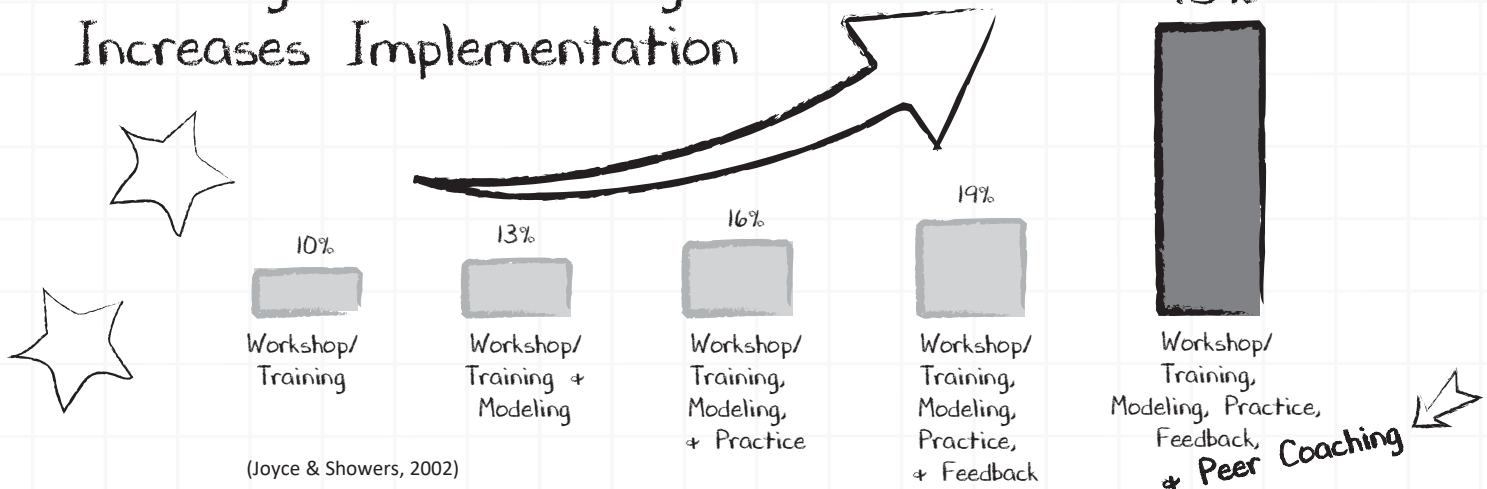 Increases Implementation
19%
16%
13%
10%
Workshop/
Training
Workshop/
Training &
Modeling
Workshop/
Training,
Modeling,
& Practice
Workshop/
Training,
Modeling,
Practice,
& Feedback
Workshop/
Training,
Modeling, Practice,
Feedback,
& Peer Coaching
(Joyce & Showers, 2002)